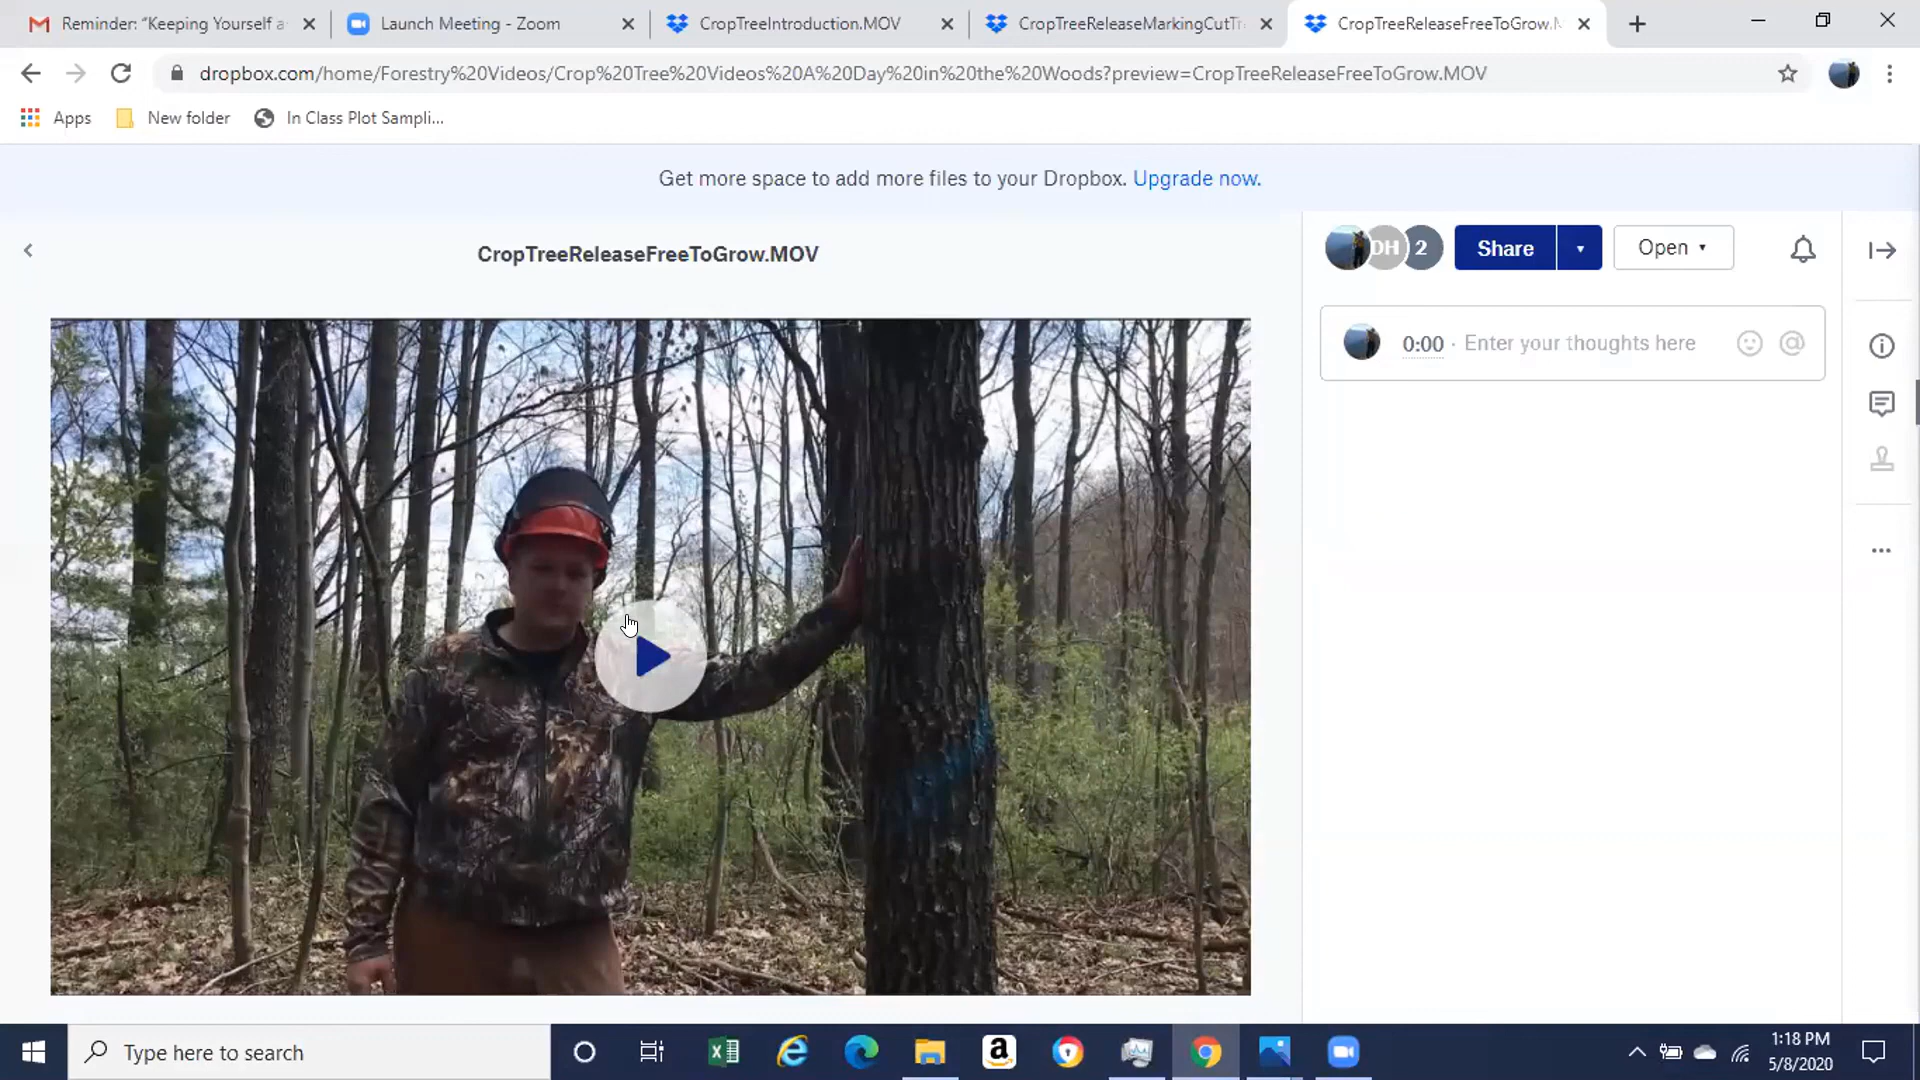 Reminder: "Keeping Yourself a
Launch Meeting - Zoom
CropTreeIntroduction.MOV
CropTreeReleaseMarkingCutTr
CropTreeReleaseFreeToGrow.M
dropbox.com/home/Forestry%20Videos/Crop%20Tree%20Videos%20A%20Day%20in%20the%20Woods?preview=CropTreeReleaseFreeToGrow.MOV
Apps
New folder
In Class Plot Sampli...
Get more space to add more files to your Dropbox. Upgrade now.
CropTreeReleaseFreeToGrow.MOV
DH
2
Share
Open
0:00 · Enter your thoughts here
Type here to search
1:18 PM
5/8/2020